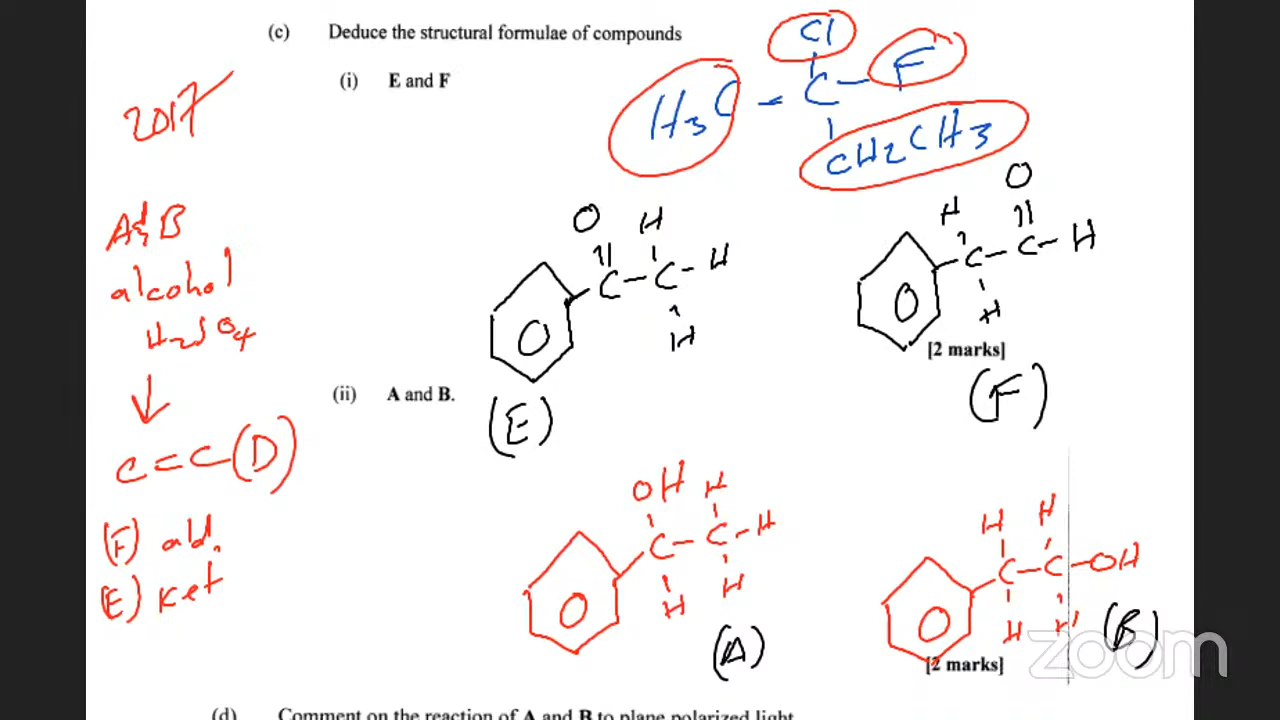 (c) Deduce the structural formulae of compounds
(i) E and F
2017
Cl
H3C - C - F
CH2CH3
A & B
alcohol
H2SO4
↓
C = C (D)
(F) ald.
(E) ket
O H
|| |
C - C - H
|
H
O
H ||
C - C - H
|
H
[2 marks]
(E)
(F)
(ii) A and B.
OH H
C - C - H
H H
(A)
H H
C - C - OH
H H
(B)
[2 marks]
zoom
(d) Comment on the reaction of A and B to plane polarized light